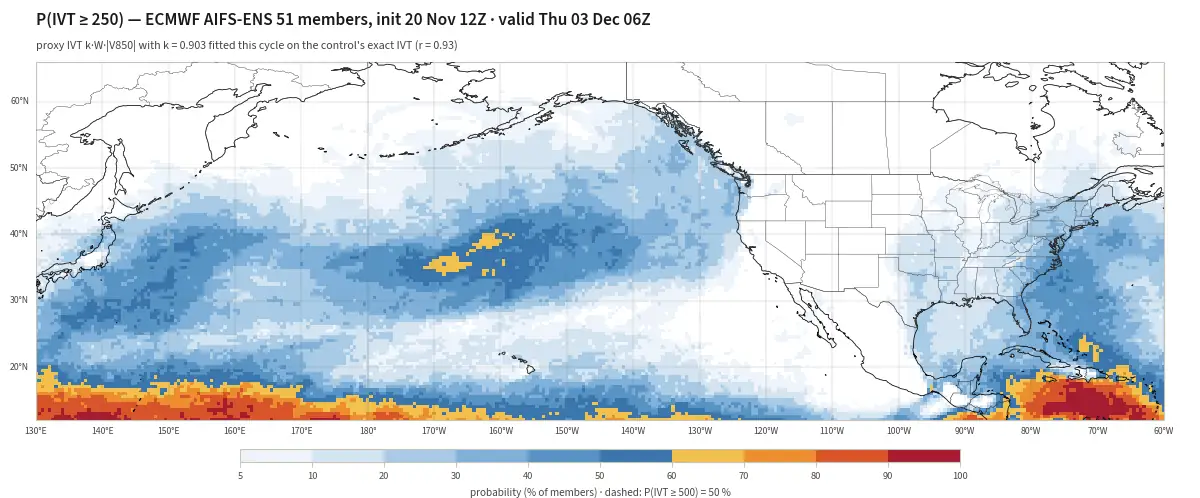 P(IVT ≥ 250) — ECMWF AIFS-ENS 51 members, init 20 Nov 12Z · valid Thu 03 Dec 06Z
proxy IVT k·W·|V850| with k = 0.903 fitted this cycle on the control's exact IVT (r = 0.93)
60°N
50°N
40°N
30°N
20°N
130°E 140°E 150°E 160°E 170°E 180° 170°W 160°W 150°W 140°W 130°W 120°W 110°W 100°W 90°W 80°W 70°W 60°W
5 10 20 30 40 50 60 70 80 90 100
probability (% of members) · dashed: P(IVT ≥ 500) = 50 %